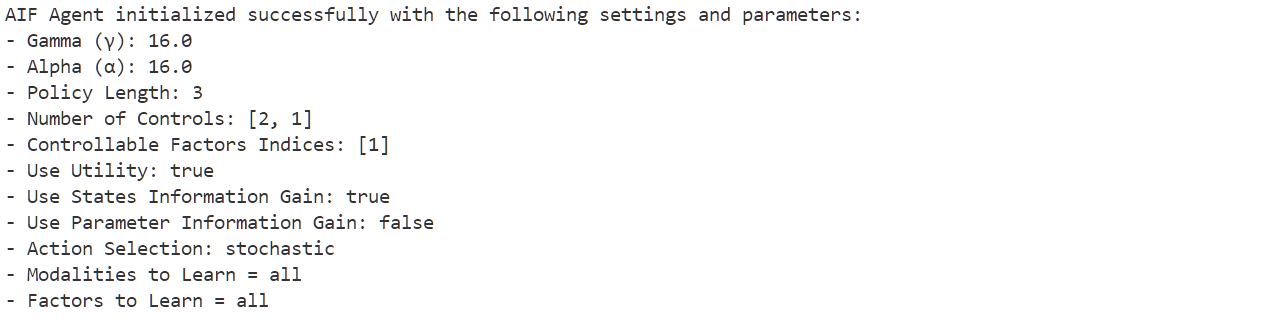 AIF Agent initialized successfully with the following settings and parameters:
- Gamma (γ): 16.0
- Alpha (α): 16.0
- Policy Length: 3
- Number of Controls: [2, 1]
- Controllable Factors Indices: [1]
- Use Utility: true
- Use States Information Gain: true
- Use Parameter Information Gain: false
- Action Selection: stochastic
- Modalities to Learn = all
- Factors to Learn = all